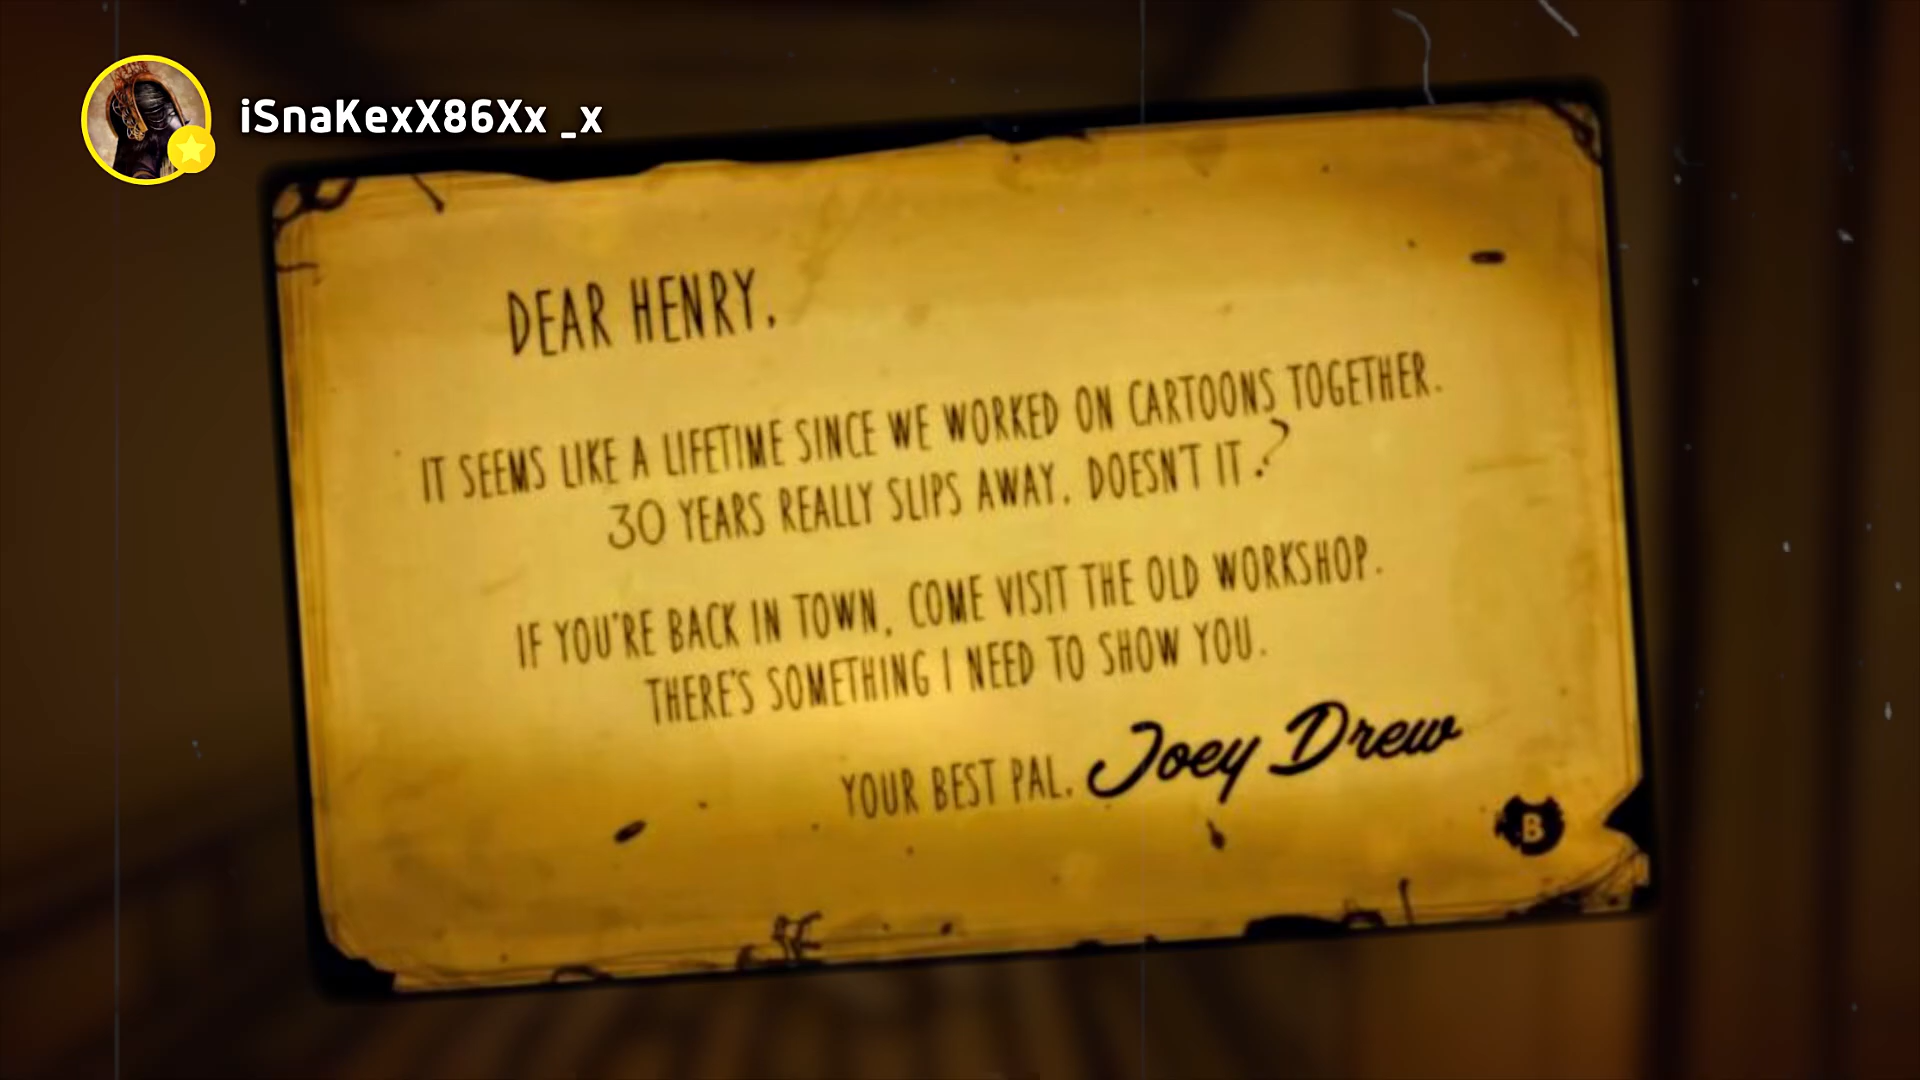 iSnaKexX86Xx _x
DEAR HENRY,
IT SEEMS LIKE A LIFETIME SINCE WE WORKED ON CARTOONS TOGETHER.
30 YEARS REALLY SLIPS AWAY, DOESN'T IT?
IF YOU'RE BACK IN TOWN, COME VISIT THE OLD WORKSHOP.
THERE'S SOMETHING I NEED TO SHOW YOU.
YOUR BEST PAL, Joey Drew
B